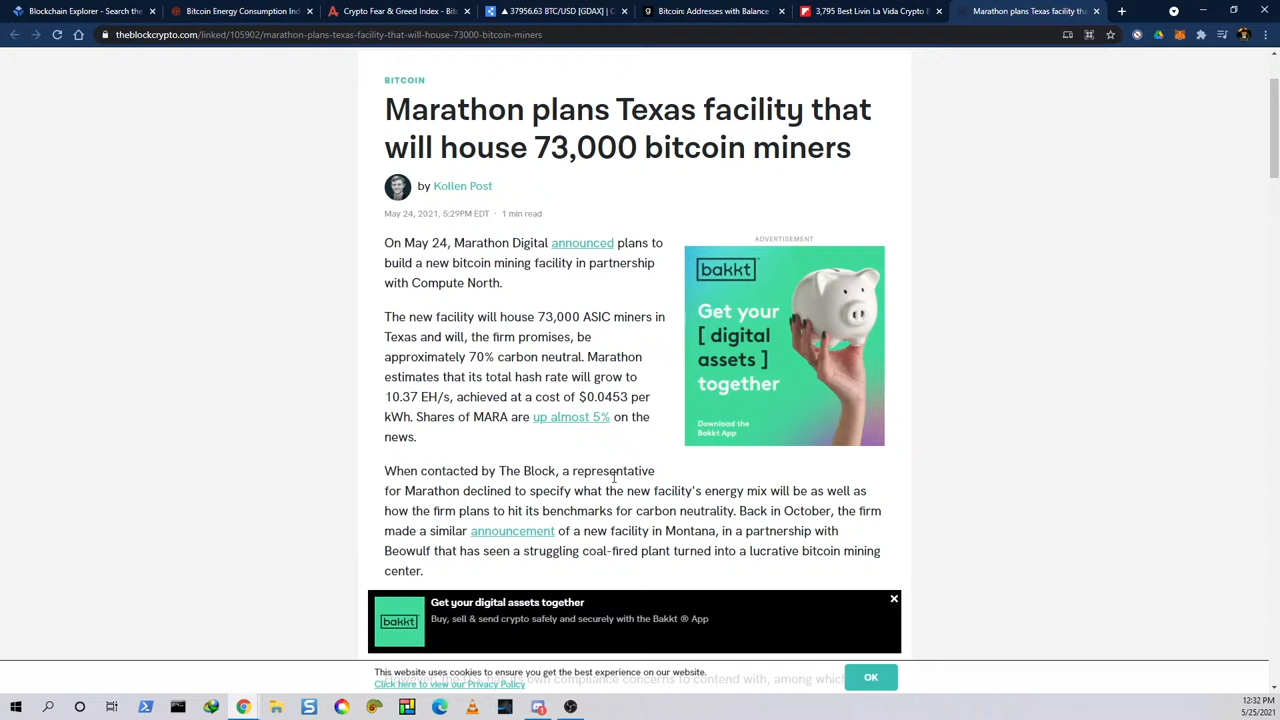 Blockchain Explorer - Search the
Bitcoin Energy Consumption Ind
Crypto News & Bitcoin News - Get
▲ 37956.63 BTC/USD [GDAX] | C
Bitcoin: Addresses with Balance
3,795 Best Livin La Vida Crypto B
Marathon plans Texas facility tha
theblockcrypto.com/linked/105902/marathon-plans-texas-facility-that-will-house-73000-bitcoin-miners
BITCOIN
Marathon plans Texas facility that
will house 73,000 bitcoin miners
by Kollen Post
May 24, 2021, 5:29PM EDT · 1 min read
On May 24, Marathon Digital announced plans to
build a new bitcoin mining facility in partnership
with Compute North.
The new facility will house 73,000 ASIC miners in
Texas and will, the firm promises, be
approximately 70% carbon neutral. Marathon
estimates that its total hash rate will grow to
10.37 EH/s, achieved at a cost of $0.0453 per
kWh. Shares of MARA are up almost 5% on the
news.
ADVERTISEMENT
bakkt
Get your
[ digital
assets ]
together
Download the
Bakkt App
When contacted by The Block, a representative
for Marathon declined to specify what the new facility's energy mix will be as well as
how the firm plans to hit its benchmarks for carbon neutrality. Back in October, the firm
made a similar announcement of a new facility in Montana, in a partnership with
Beowulf that has seen a struggling coal-fired plant turned into a lucrative bitcoin mining
center.
bakkt
Get your digital assets together
Buy, sell & send crypto safely and securely with the Bakkt ® App
This website uses cookies to ensure you get the best experience on our website.
Click here to view our Privacy Policy
own compliance concerns to contend with, among which
OK
12:32 PM
5/25/2021